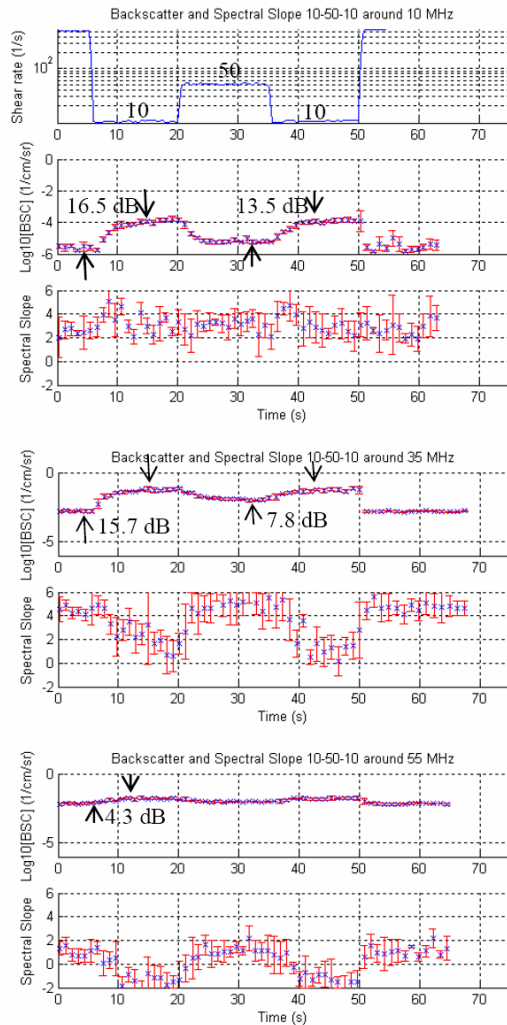 Backscatter and Spectral Slope 10-50-10 around 10 MHz
Shear rate (1/s)
10^2
50
10
10
0 10 20 30 40 50 60 70
Log10[BSC] (1/cm/sr)
0
-2
-4
-6
16.5 dB
13.5 dB
0 10 20 30 40 50 60 70
Spectral Slope
6
4
2
0
-2
0 10 20 30 40 50 60 70
Time (s)
Backscatter and Spectral Slope 10-50-10 around 35 MHz
Log10[BSC] (1/cm/sr)
0
-5
15.7 dB
7.8 dB
0 10 20 30 40 50 60 70
Spectral Slope
6
4
2
0
-2
0 10 20 30 40 50 60 70
Time (s)
Backscatter and Spectral Slope 10-50-10 around 55 MHz
Log10[BSC] (1/cm/sr)
0
-5
4.3 dB
0 10 20 30 40 50 60 70
Spectral Slope
6
4
2
0
-2
0 10 20 30 40 50 60 70
Time (s)